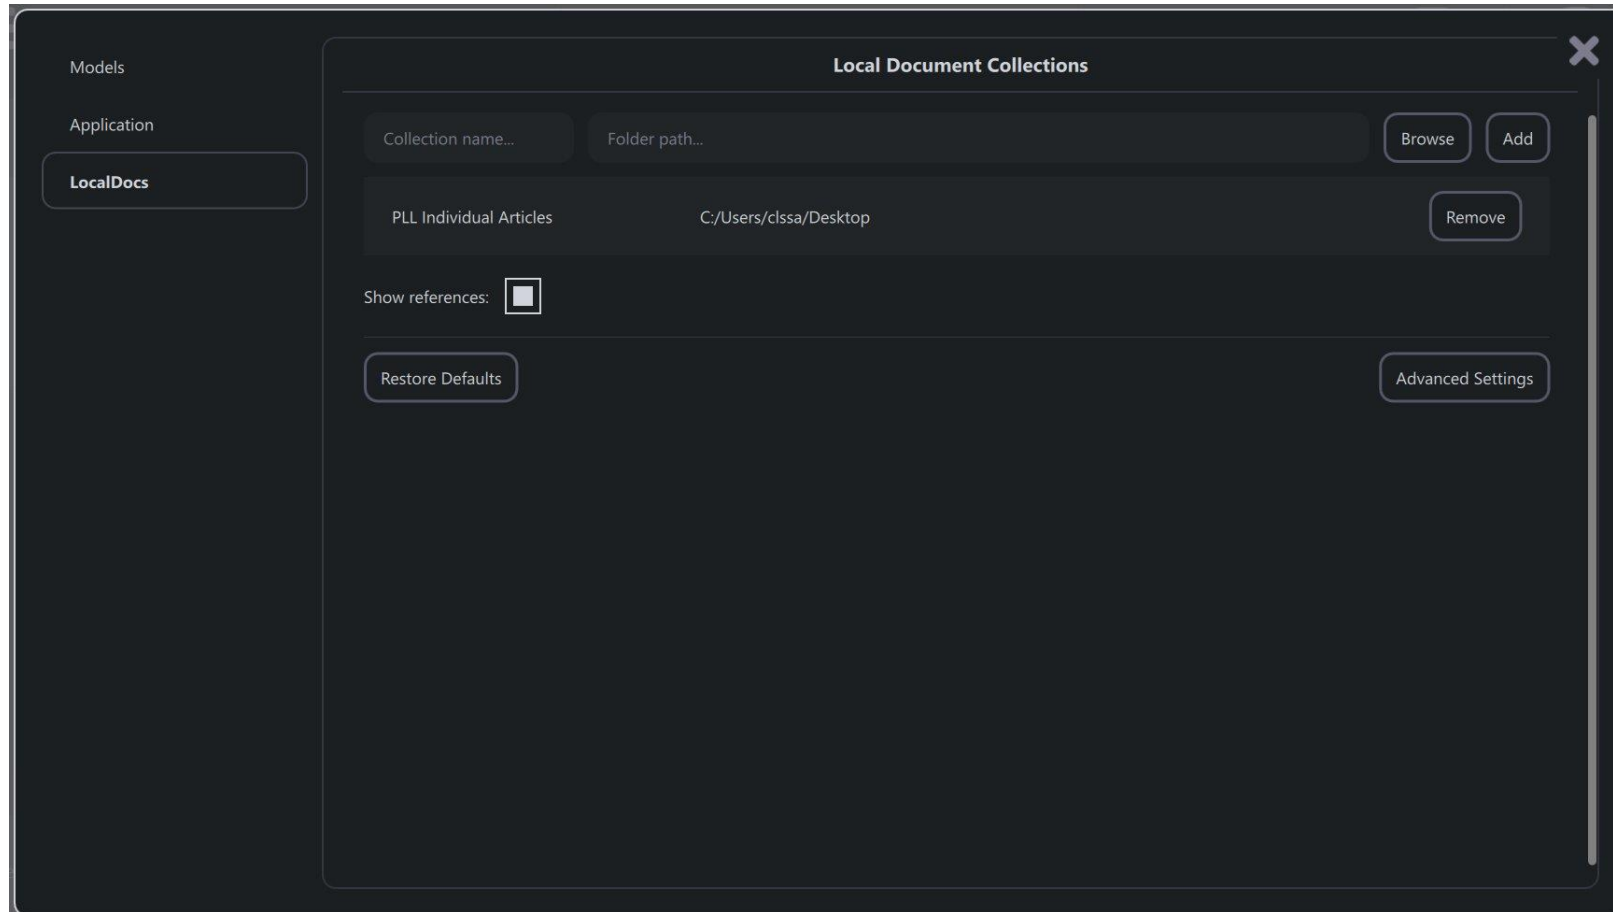 Models
Application
LocalDocs
Local Document Collections
Collection name...
Folder path...
Browse
Add
PLL Individual Articles
C:/Users/clssa/Desktop
Remove
Show references:
Restore Defaults
Advanced Settings